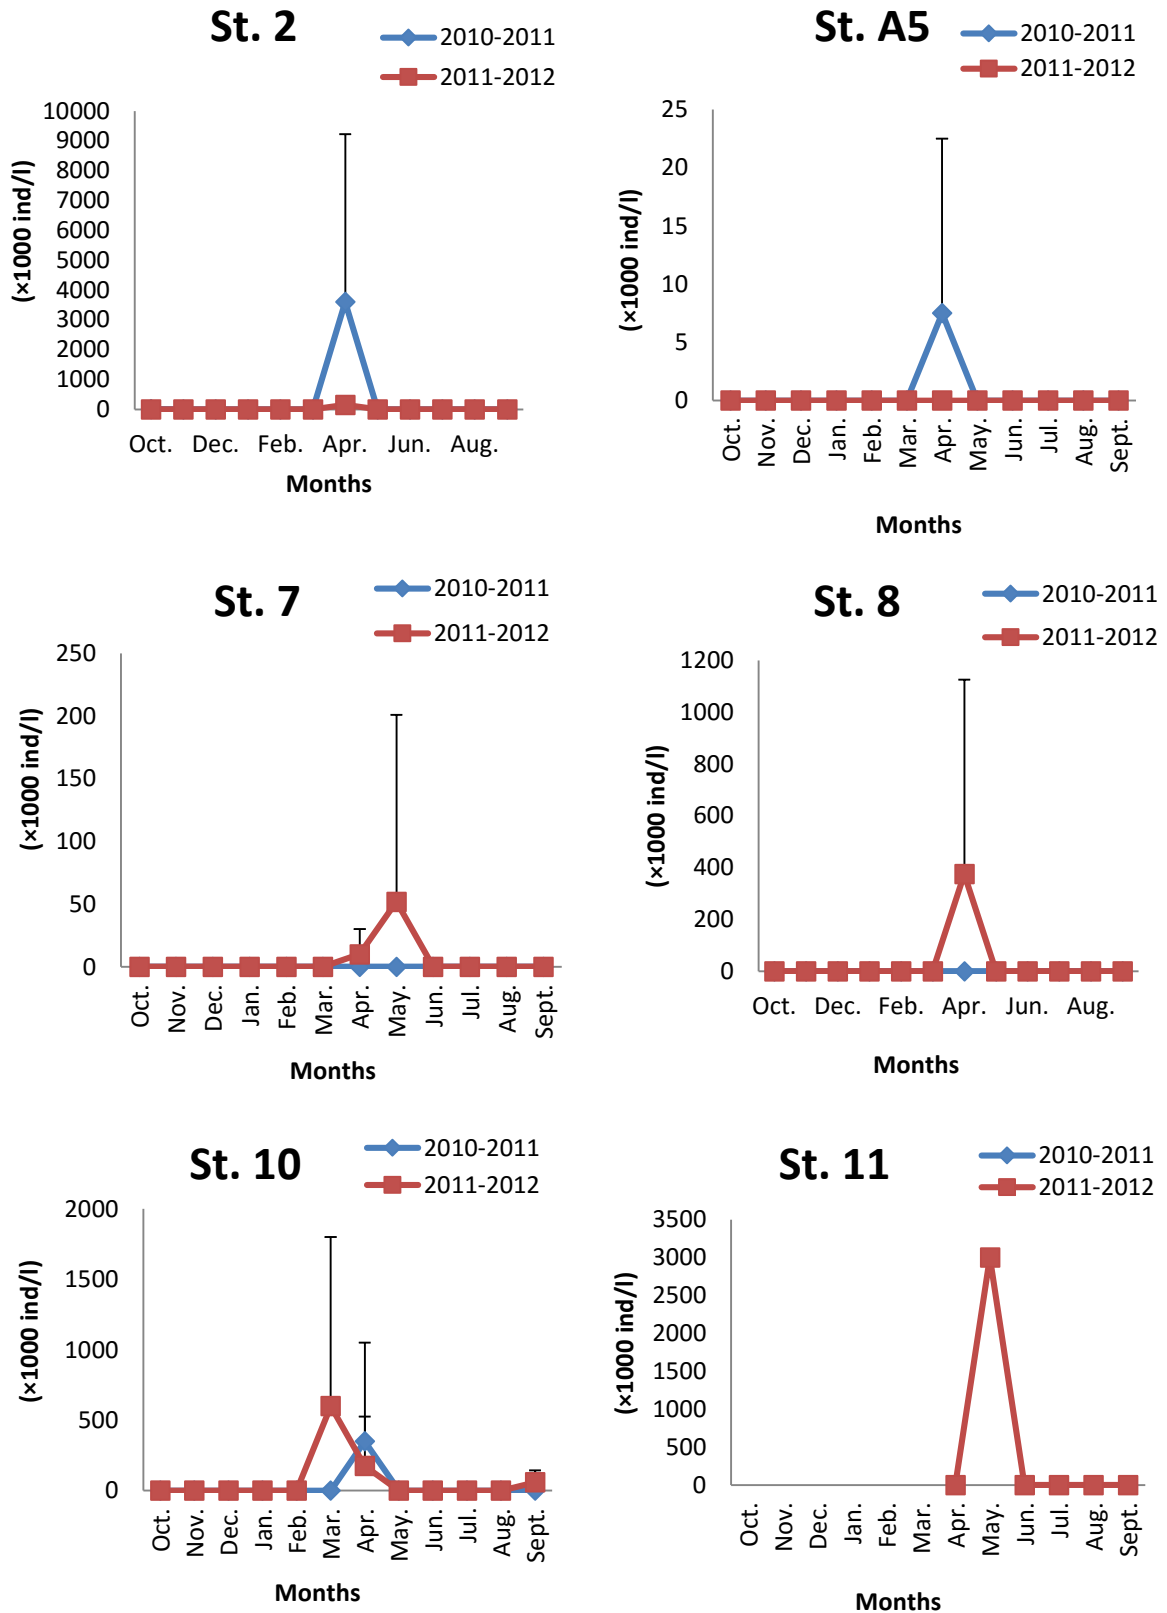 St. 2
2010-2011
2011-2012
10000
9000
8000
7000
6000
5000
4000
3000
2000
1000
0
(×1000 ind/l)
Oct. Dec. Feb. Apr. Jun. Aug.
Months
St. A5
2010-2011
2011-2012
25
20
15
10
5
0
(×1000 ind/l)
Oct. Nov. Dec. Jan. Feb. Mar. Apr. May. Jun. Jul. Aug. Sept.
Months
St. 7
2010-2011
2011-2012
250
200
150
100
50
0
(×1000 ind/l)
Oct. Nov. Dec. Jan. Feb. Mar. Apr. May. Jun. Jul. Aug. Sept.
Months
St. 8
2010-2011
2011-2012
1200
1000
800
600
400
200
0
(×1000 ind/l)
Oct. Dec. Feb. Apr. Jun. Aug.
Months
St. 10
2010-2011
2011-2012
2000
1500
1000
500
0
(×1000 ind/l)
Oct. Nov. Dec. Jan. Feb. Mar. Apr. May. Jun. Jul. Aug. Sept.
Months
St. 11
2010-2011
2011-2012
3500
3000
2500
2000
1500
1000
500
0
(×1000 ind/l)
Oct. Nov. Dec. Jan. Feb. Mar. Apr. May. Jun. Jul. Aug. Sept.
Months